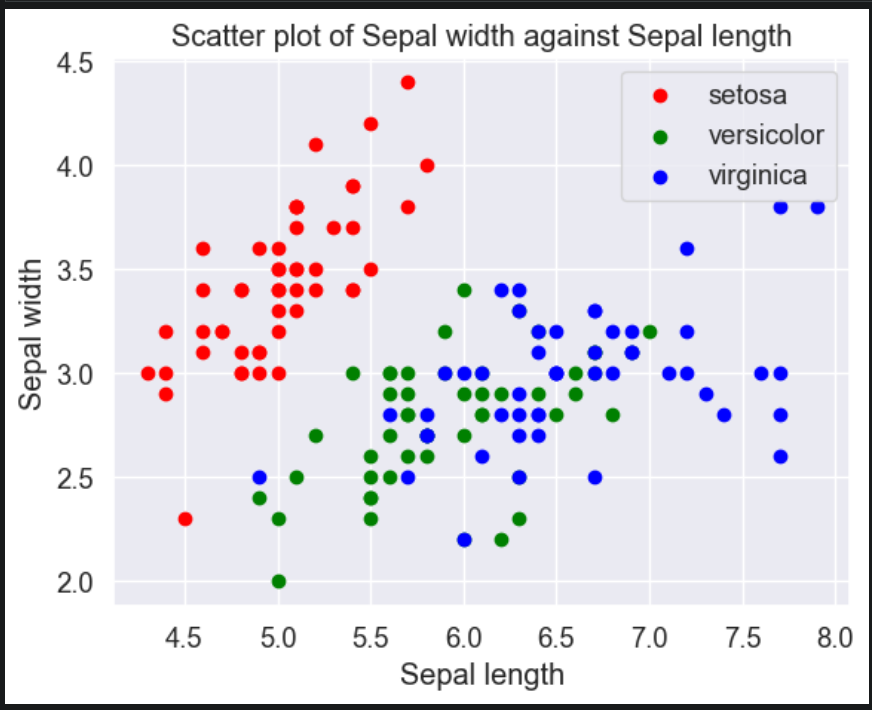 Scatter plot of Sepal width against Sepal length
setosa
versicolor
virginica
4.5
4.0
3.5
3.0
2.5
2.0
Sepal width
4.5 5.0 5.5 6.0 6.5 7.0 7.5 8.0
Sepal length